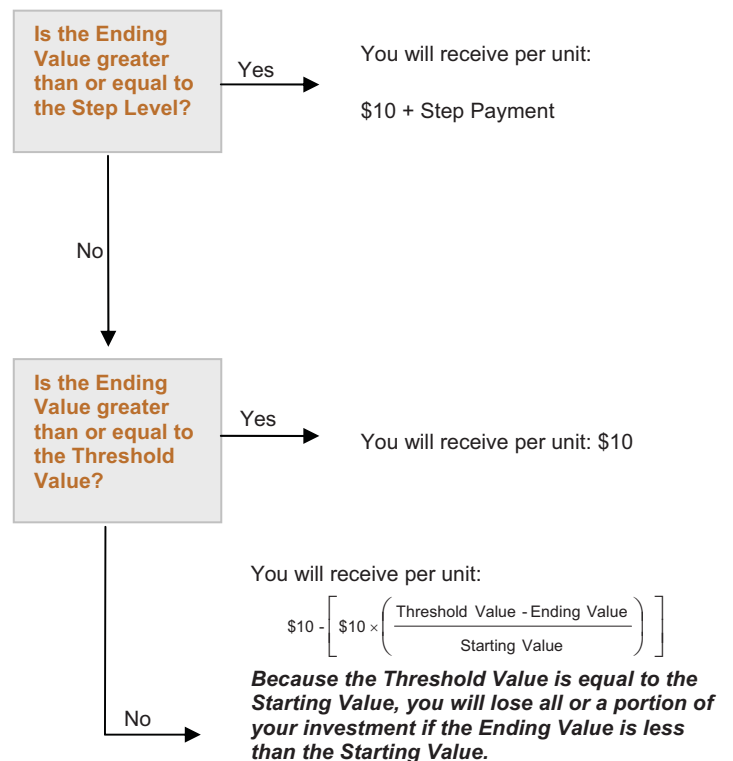 Is the Ending
Value greater
than or equal to
the Step Level?
Yes
You will receive per unit:
$10 + Step Payment
No
Is the Ending
Value greater
than or equal to
the Threshold
Value?
Yes
You will receive per unit: $10
You will receive per unit:
$10 - [ $10 × ( Threshold Value - Ending Value
Starting Value ) ]
Because the Threshold Value is equal to the
Starting Value, you will lose all or a portion of
your investment if the Ending Value is less
than the Starting Value.
No